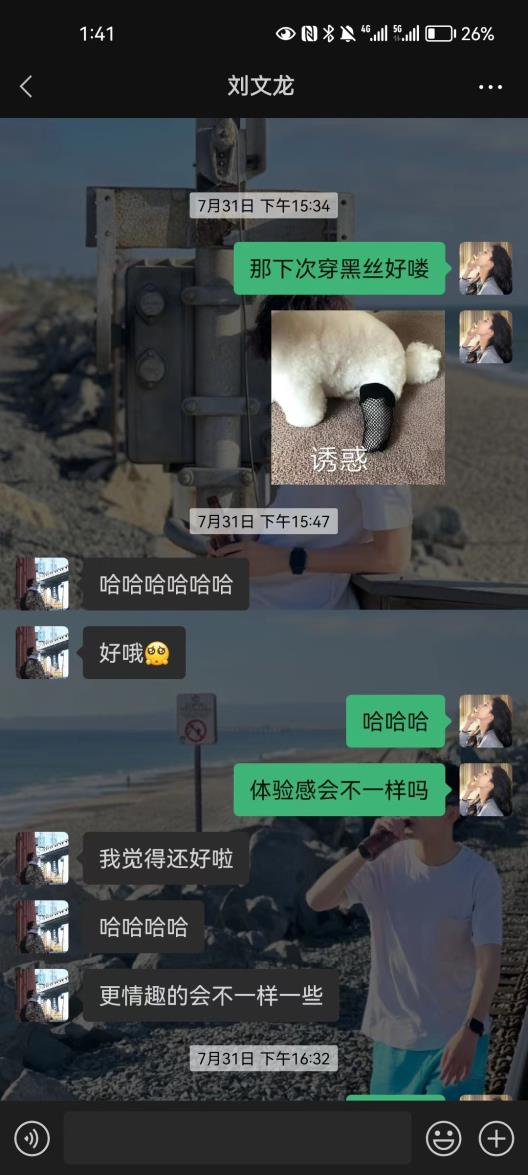 1:41
4G
5G
26%
刘文龙
7月31日 下午15:34
那下次穿黑丝好喽
诱惑
7月31日 下午15:47
哈哈哈哈哈哈
好哦🥺
哈哈哈
体验感会不一样吗
我觉得还好啦
哈哈哈哈
更情趣的会不一样一些
7月31日 下午16:32